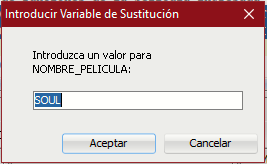 Introducir Variable de Sustitución
Introduzca un valor para
NOMBRE_PELICULA:
SOUL
Aceptar
Cancelar